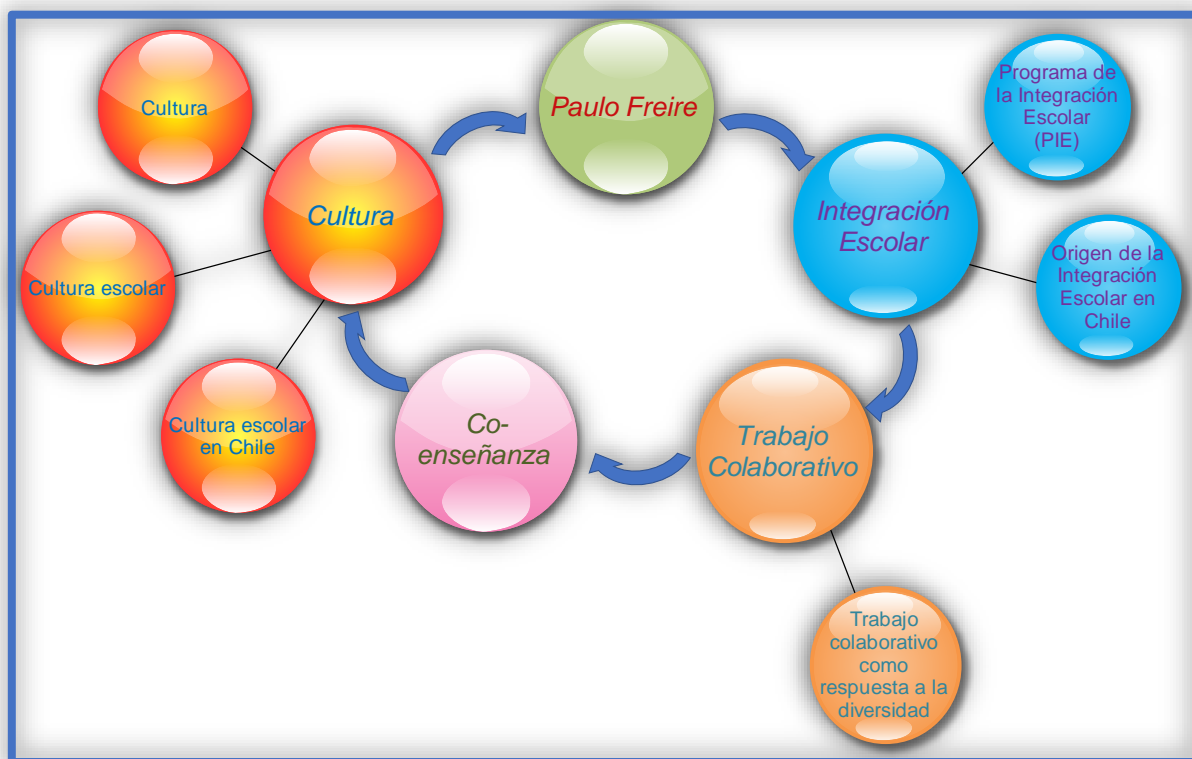 Cultura
Cultura
Cultura escolar
Cultura escolar
en Chile
Paulo Freire
Integración
Escolar
Programa de
la Integración
Escolar
(PIE)
Origen de la
Integración
Escolar en
Chile
Trabajo
Colaborativo
Trabajo
colaborativo
como
respuesta a la
diversidad
Co-
enseñanza